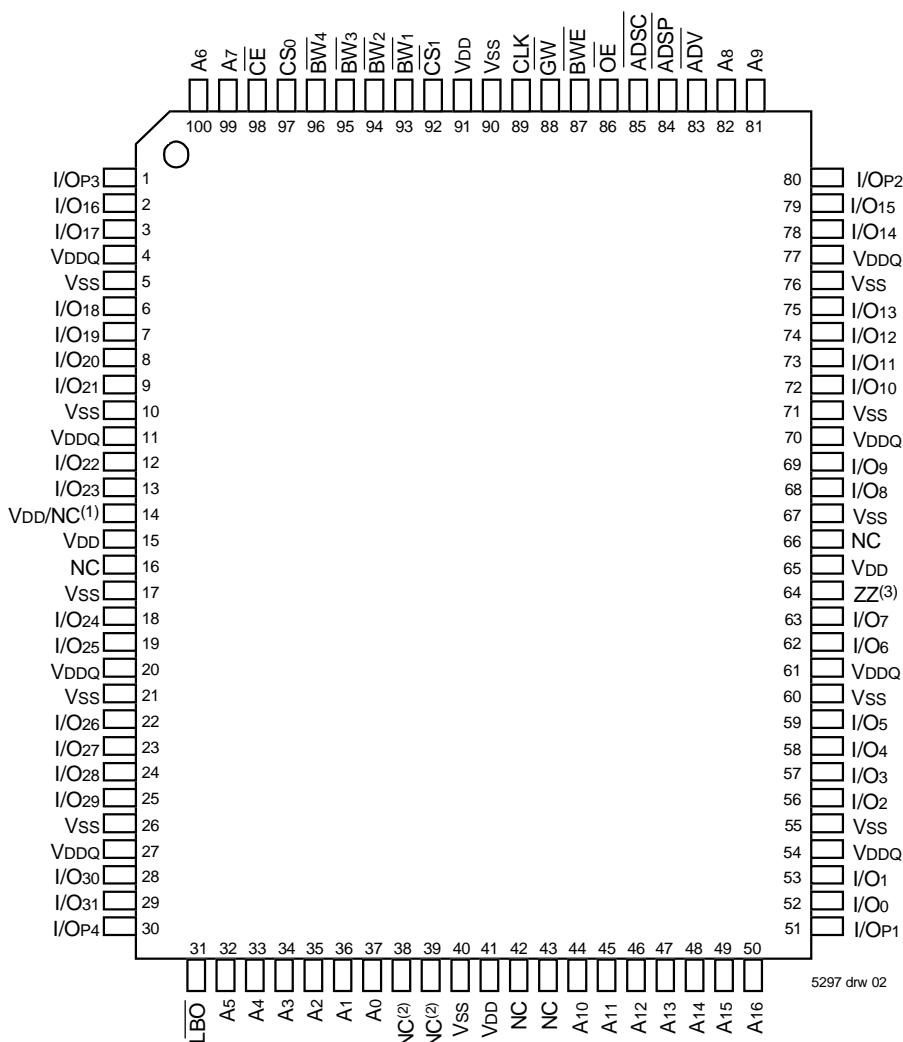 A6 A7 CE CS0 BW4 BW3 BW2 BW1 CS1 VDD VSS CLK GW BWE OE ADSC ADSP ADV A8 A9
100 99 98 97 96 95 94 93 92 91 90 89 88 87 86 85 84 83 82 81
I/OP3 1 80 I/OP2
I/O16 2 79 I/O15
I/O17 3 78 I/O14
VDDQ 4 77 VDDQ
VSS 5 76 VSS
I/O18 6 75 I/O13
I/O19 7 74 I/O12
I/O20 8 73 I/O11
I/O21 9 72 I/O10
VSS 10 71 VSS
VDDQ 11 70 VDDQ
I/O22 12 69 I/O9
I/O23 13 68 I/O8
VDD/NC(1) 14 67 VSS
VDD 15 66 NC
NC 16 65 VDD
VSS 17 64 ZZ(3)
I/O24 18 63 I/O7
I/O25 19 62 I/O6
VDDQ 20 61 VDDQ
VSS 21 60 VSS
I/O26 22 59 I/O5
I/O27 23 58 I/O4
I/O28 24 57 I/O3
I/O29 25 56 I/O2
VSS 26 55 VSS
VDDQ 27 54 VDDQ
I/O30 28 53 I/O1
I/O31 29 52 I/O0
I/OP4 30 51 I/OP1
31 32 33 34 35 36 37 38 39 40 41 42 43 44 45 46 47 48 49 50
LBO A5 A4 A3 A2 A1 A0 NC(2) NC(2) VSS VDD NC NC A10 A11 A12 A13 A14 A15 A16
5297 drw 02